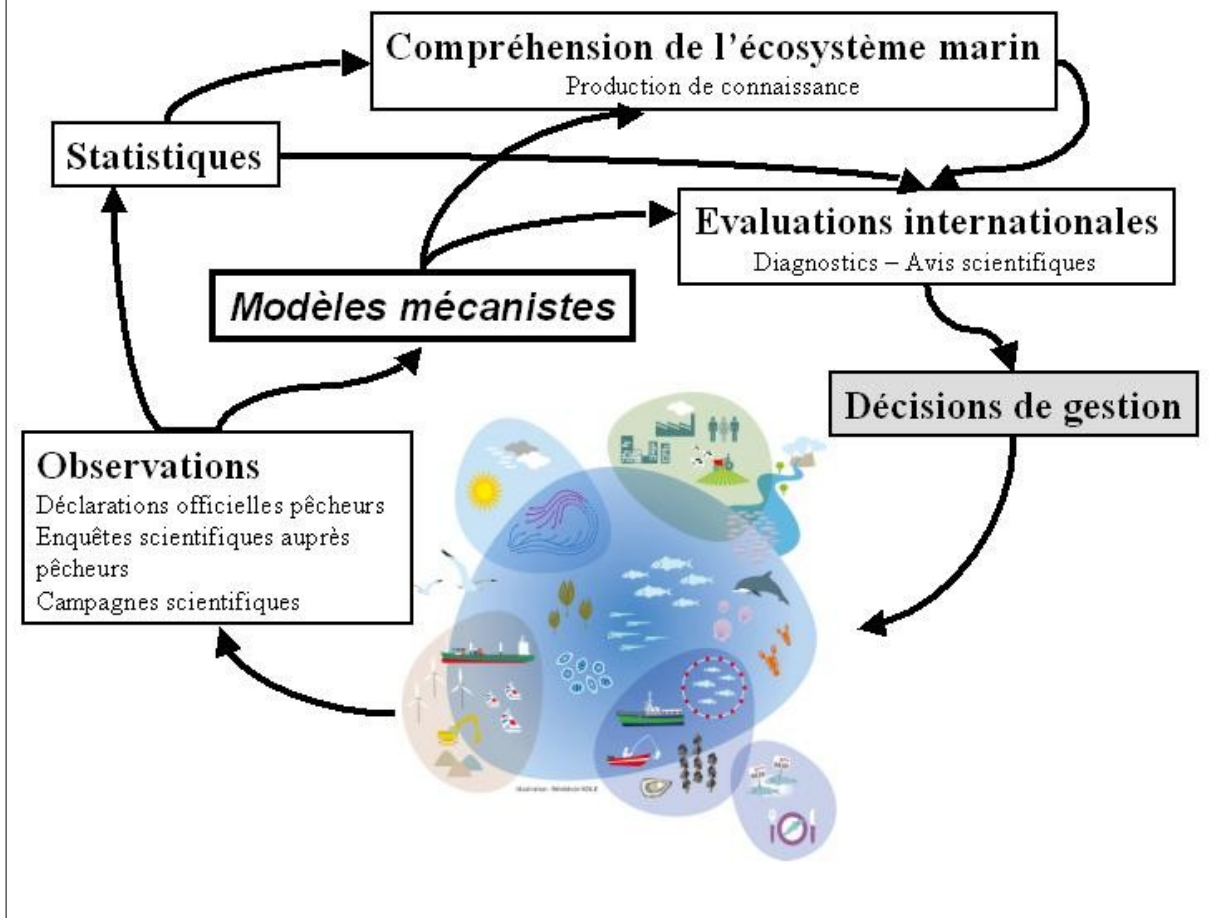 Compréhension de l'écosystème marin
Production de connaissance
Statistiques
Evaluations internationales
Diagnostics – Avis scientifiques
Modèles mécanistes
Décisions de gestion
Observations
Déclarations officielles pêcheurs
Enquêtes scientifiques auprès
pêcheurs
Campagnes scientifiques